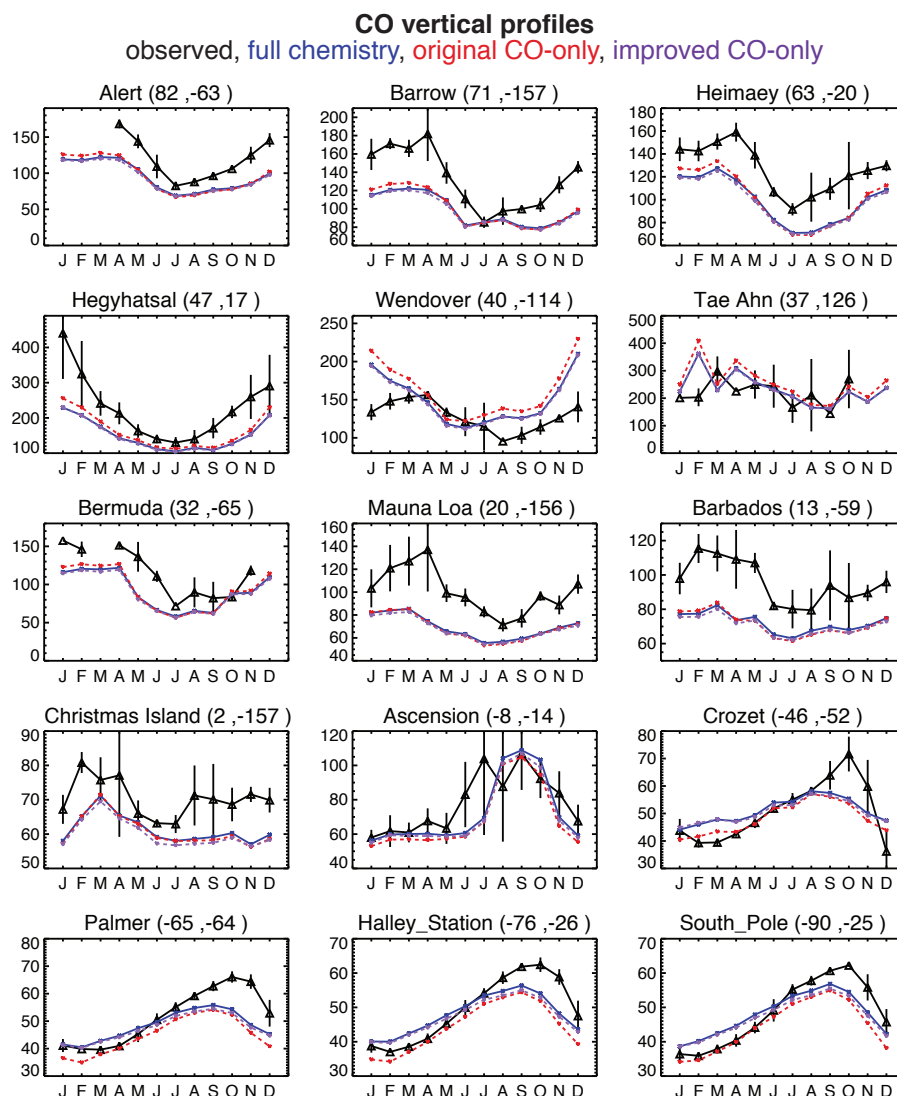 CO vertical profiles
observed, full chemistry, original CO-only, improved CO-only
Alert (82 ,-63 )
150
100
50
0
J F M A M J J A S O N D
Barrow (71 ,-157 )
200
180
160
140
120
100
80
60
J F M A M J J A S O N D
Heimaey (63 ,-20 )
180
160
140
120
100
80
60
J F M A M J J A S O N D
Hegyhatsal (47 ,17 )
400
300
200
100
J F M A M J J A S O N D
Wendover (40 ,-114 )
250
200
150
100
J F M A M J J A S O N D
Tae Ahn (37 ,126 )
500
400
300
200
100
0
J F M A M J J A S O N D
Bermuda (32 ,-65 )
150
100
50
0
J F M A M J J A S O N D
Mauna Loa (20 ,-156 )
160
140
120
100
80
60
40
J F M A M J J A S O N D
Barbados (13 ,-59 )
120
100
80
60
J F M A M J J A S O N D
Christmas Island (2 ,-157 )
90
80
70
60
50
J F M A M J J A S O N D
Ascension (-8 ,-14 )
120
100
80
60
40
J F M A M J J A S O N D
Crozet (-46 ,-52 )
80
70
60
50
40
30
J F M A M J J A S O N D
Palmer (-65 ,-64 )
80
70
60
50
40
30
J F M A M J J A S O N D
Halley_Station (-76 ,-26 )
70
60
50
40
30
J F M A M J J A S O N D
South_Pole (-90 ,-25 )
70
60
50
40
30
J F M A M J J A S O N D